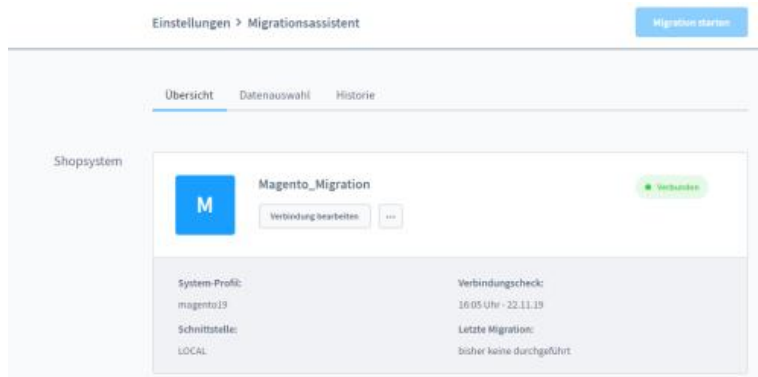 Einstellungen > Migrationsassistent
Migration starten
Übersicht Datenauswahl Historie
Shopsystem
M
Magento_Migration
Verbunden
Verbindung bearbeiten ...
System-Profil:
magento19
Verbindungscheck:
16:05 Uhr - 22.11.19
Schnittstelle:
LOCAL
Letzte Migration:
bisher keine durchgeführt